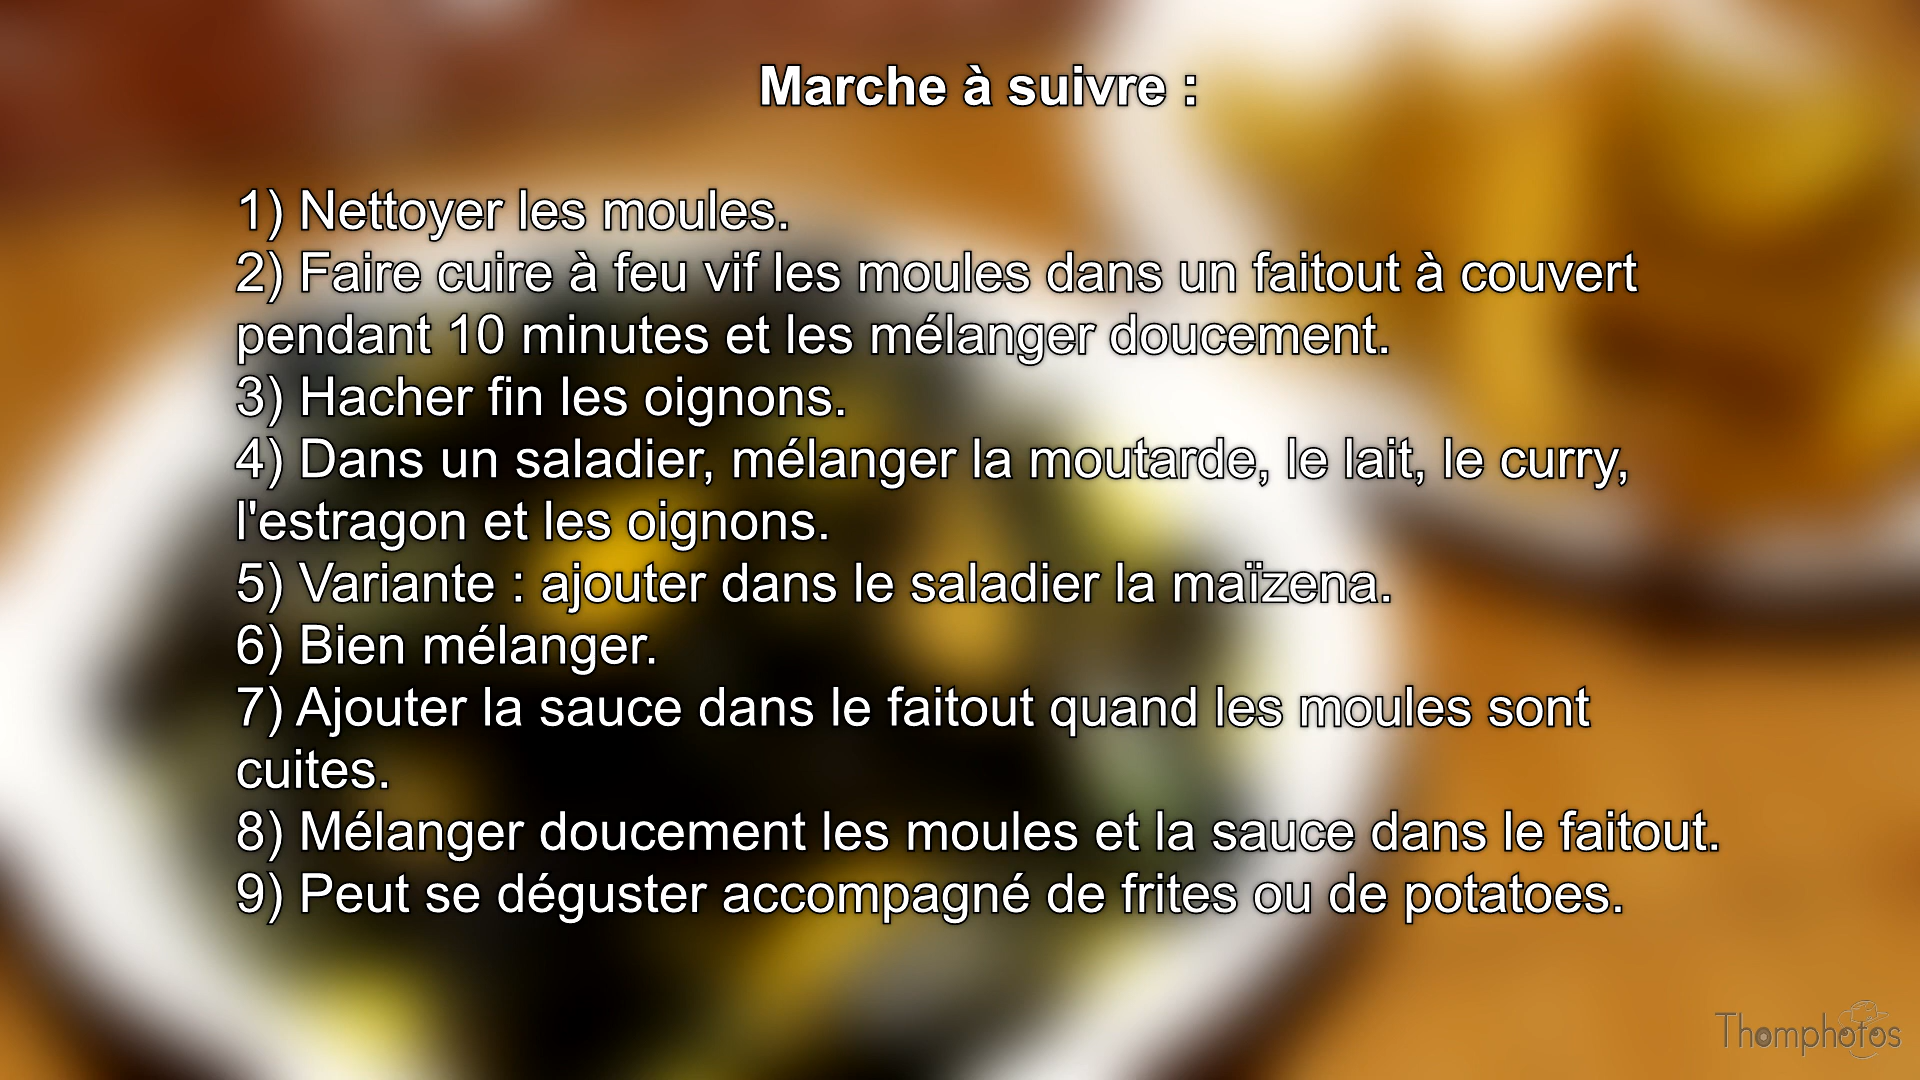 Marche à suivre :
1) Nettoyer les moules.
2) Faire cuire à feu vif les moules dans un faitout à couvert
pendant 10 minutes et les mélanger doucement.
3) Hacher fin les oignons.
4) Dans un saladier, mélanger la moutarde, le lait, le curry,
l'estragon et les oignons.
5) Variante : ajouter dans le saladier la maïzena.
6) Bien mélanger.
7) Ajouter la sauce dans le faitout quand les moules sont
cuites.
8) Mélanger doucement les moules et la sauce dans le faitout.
9) Peut se déguster accompagné de frites ou de potatoes.
Thomphotos